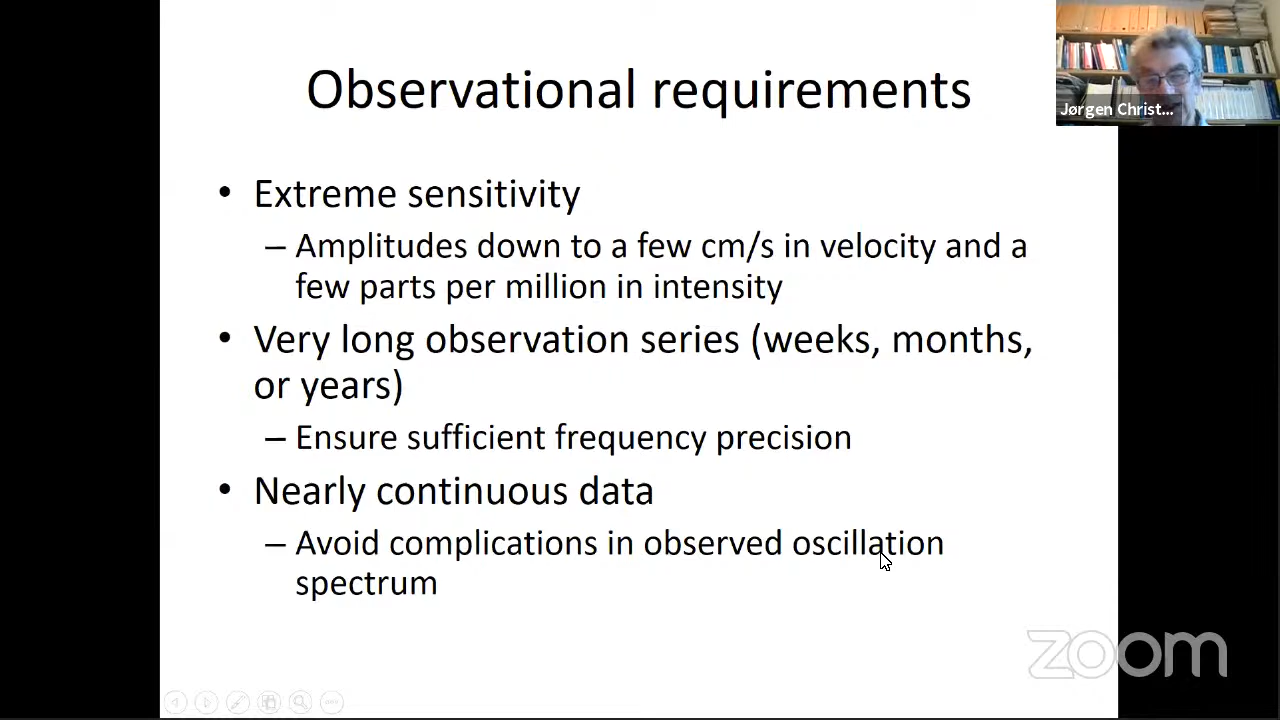 Observational requirements
Jørgen Christ...
• Extreme sensitivity
– Amplitudes down to a few cm/s in velocity and a
few parts per million in intensity
• Very long observation series (weeks, months,
or years)
– Ensure sufficient frequency precision
• Nearly continuous data
– Avoid complications in observed oscillation
spectrum
zoom